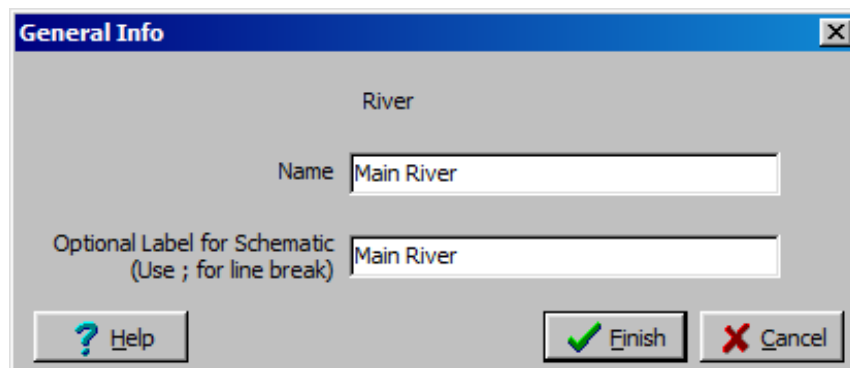 General Info
River
Name Main River
Optional Label for Schematic
(Use ; for line break) Main River
Help Finish Cancel